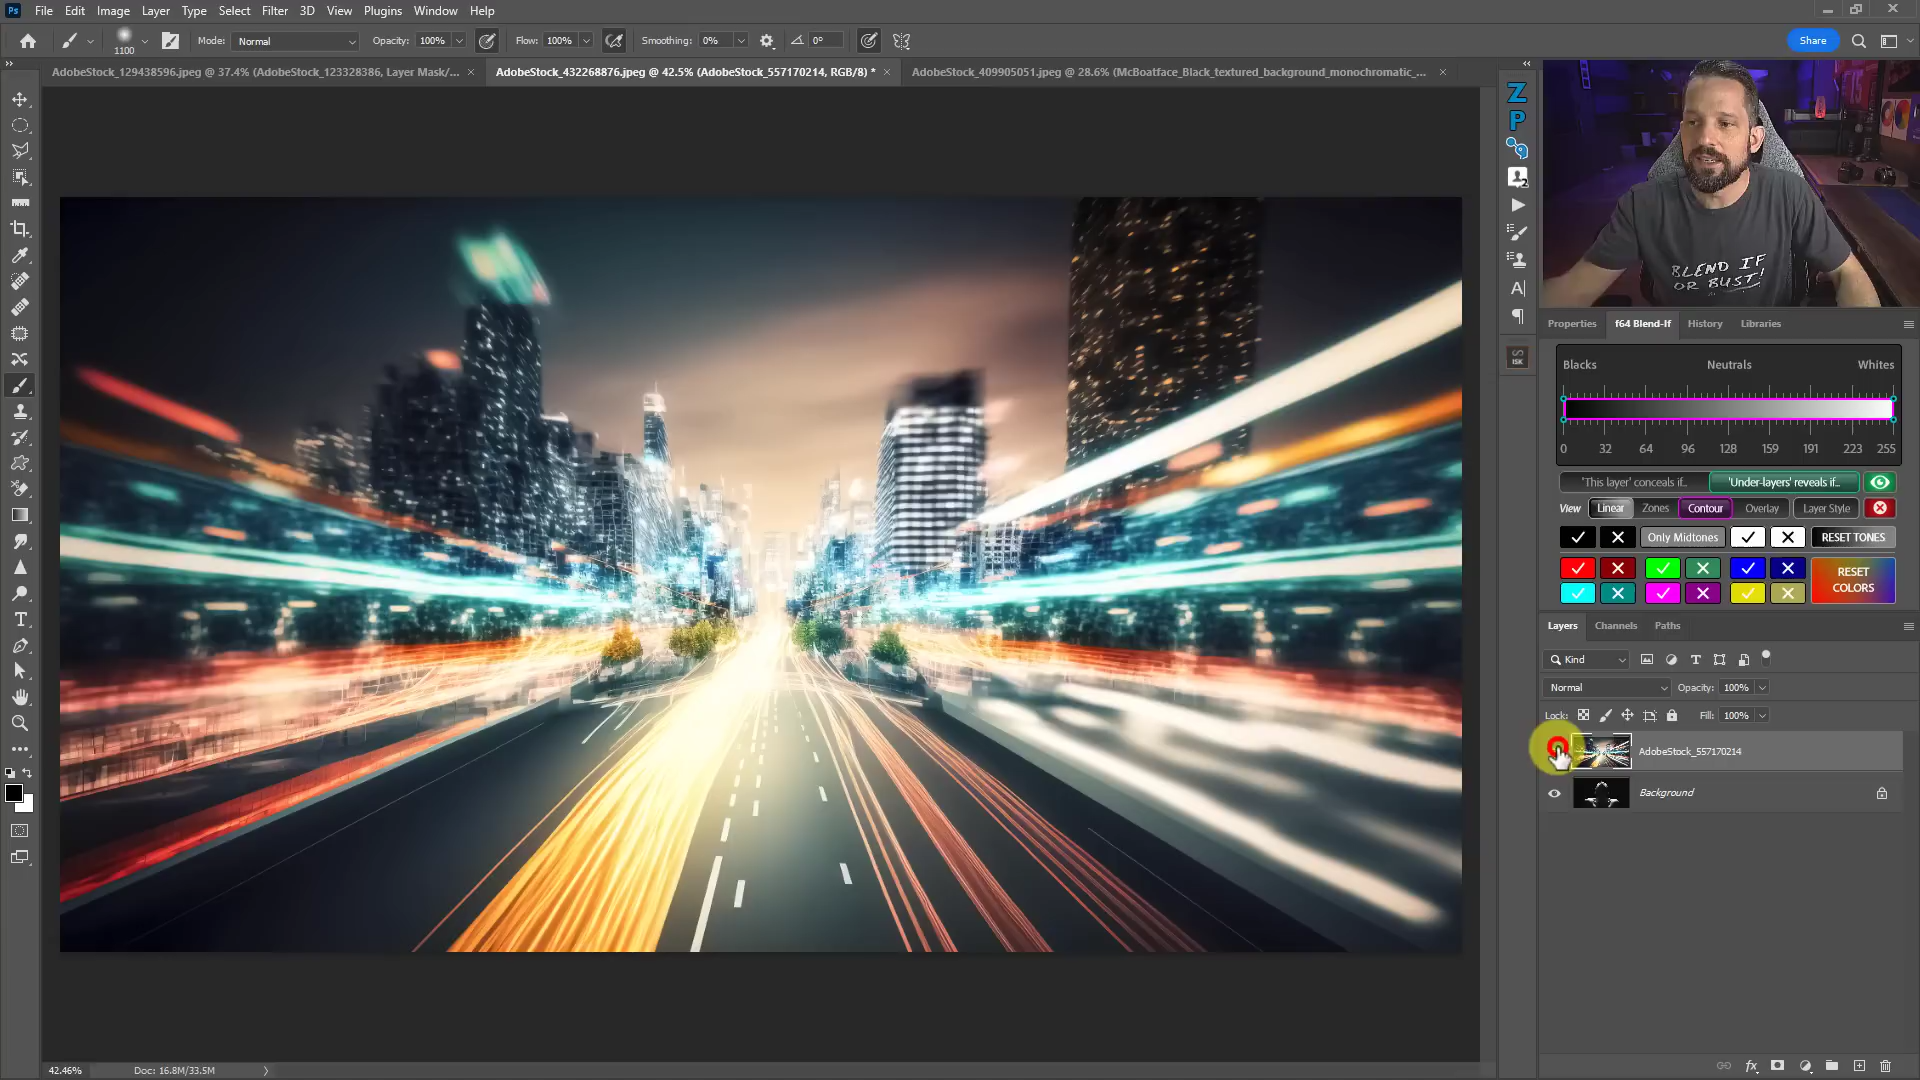 Ps File Edit Image Layer Type Select Filter 3D View Plugins Window Help
1100 Mode: Normal Opacity: 100% Flow: 100% Smoothing: 0% 0° Share
AdobeStock_129438596.jpeg @ 37.4% (AdobeStock_123328386, Layer Mask/... × AdobeStock_432268876.jpeg @ 42.5% (AdobeStock_557170214, RGB/8) * × AdobeStock_409905051.jpeg @ 28.6% (McBoatface_Black_textured_background_monochromatic_... ×
Z
P
BLEND IF
OR BUST!
Properties f64 Blend-If History Libraries
Blacks Neutrals Whites
0 32 64 96 128 159 191 223 255
'This layer' conceals if.. 'Under-layers' reveals if..
View Linear Zones Contour Overlay Layer Style
Only Midtones RESET TONES
RESET
COLORS
Layers Channels Paths
Kind
Normal Opacity: 100%
Lock: Fill: 100%
AdobeStock_557170214
Background
42.46% Doc: 16.8M/33.5M